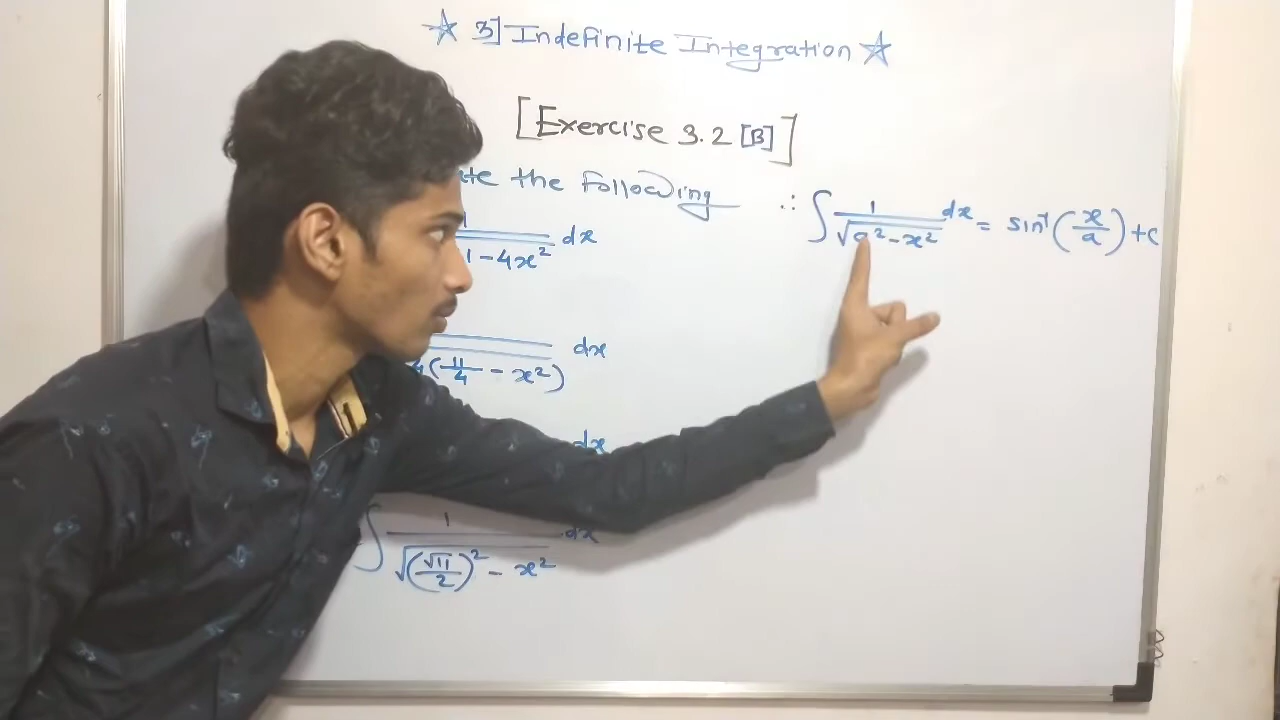 ☆ 3] Indefinite Integration ☆
[Exercise 3.2 [B]]
the following
∴ ∫ 1/√(a² - x²) dx = sin⁻¹(x/a) + c
1 - 4x² dx
(11/4 - x²) dx
dx
∫ 1/√((√11/2)² - x²) dx